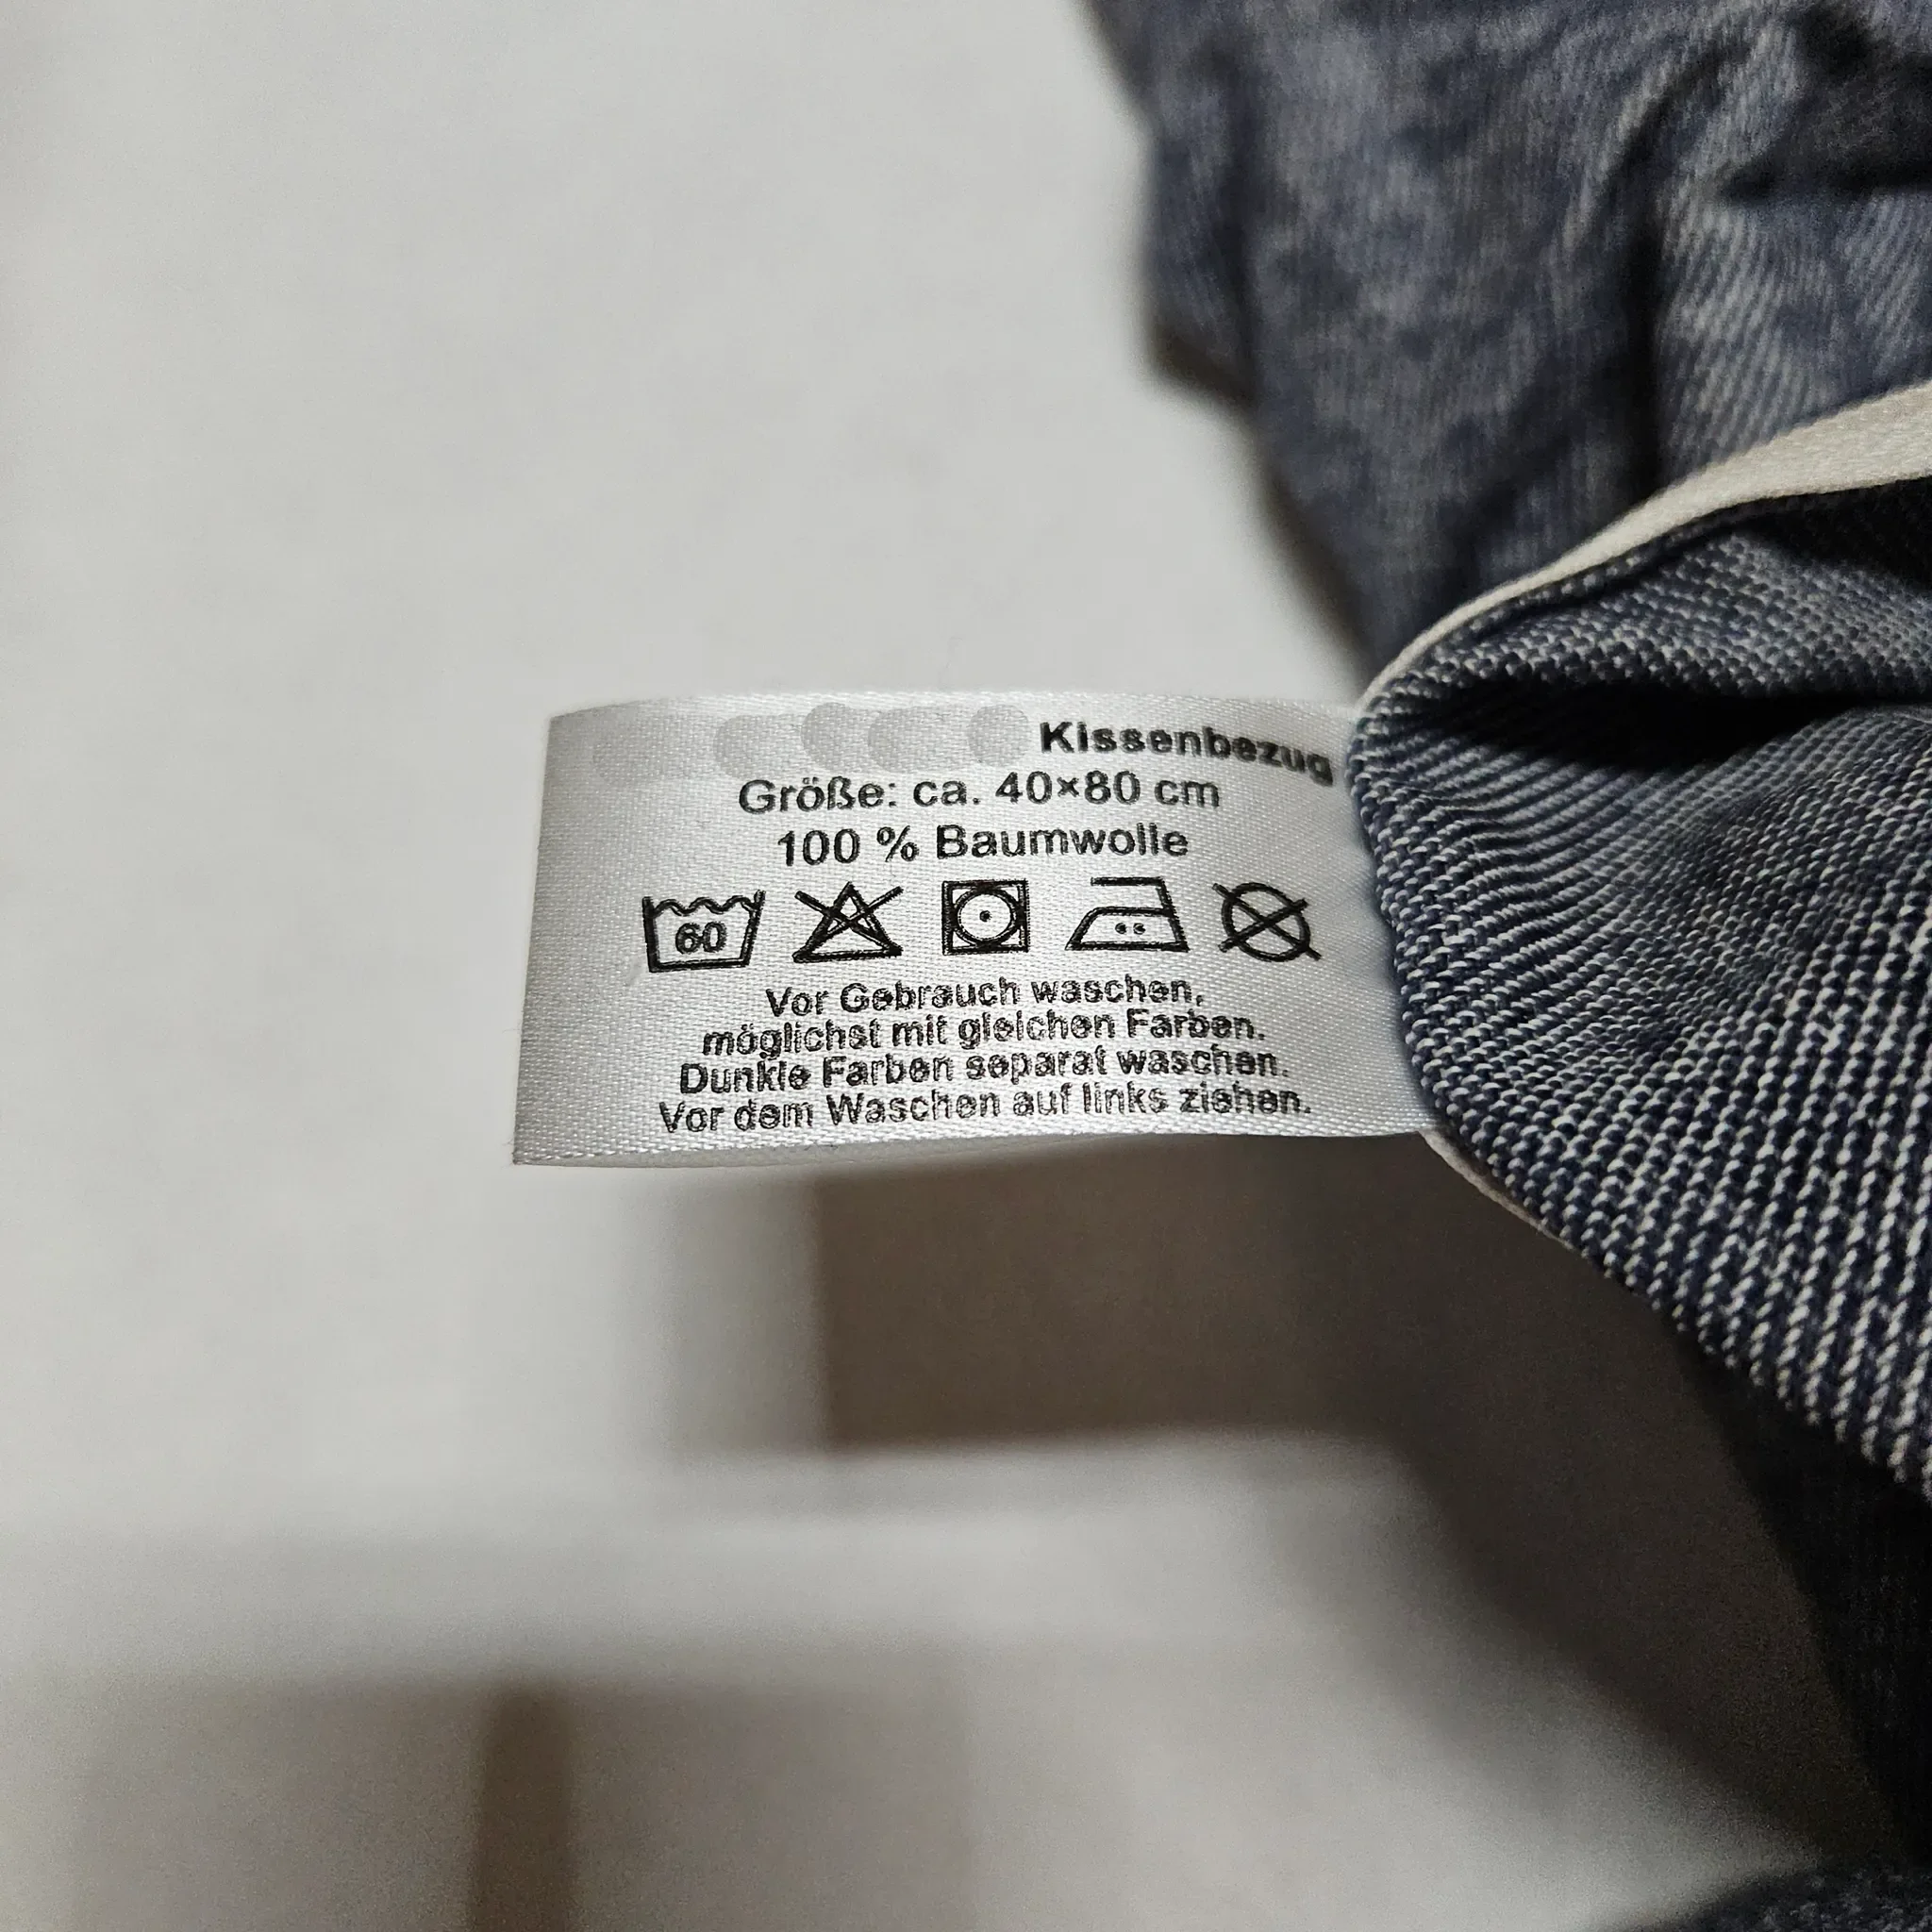 Kissenbezug
Größe: ca. 40×80 cm
100 % Baumwolle
60
Vor Gebrauch waschen,
möglichst mit gleichen Farben.
Dunkle Farben separat waschen.
Vor dem Waschen auf links ziehen.